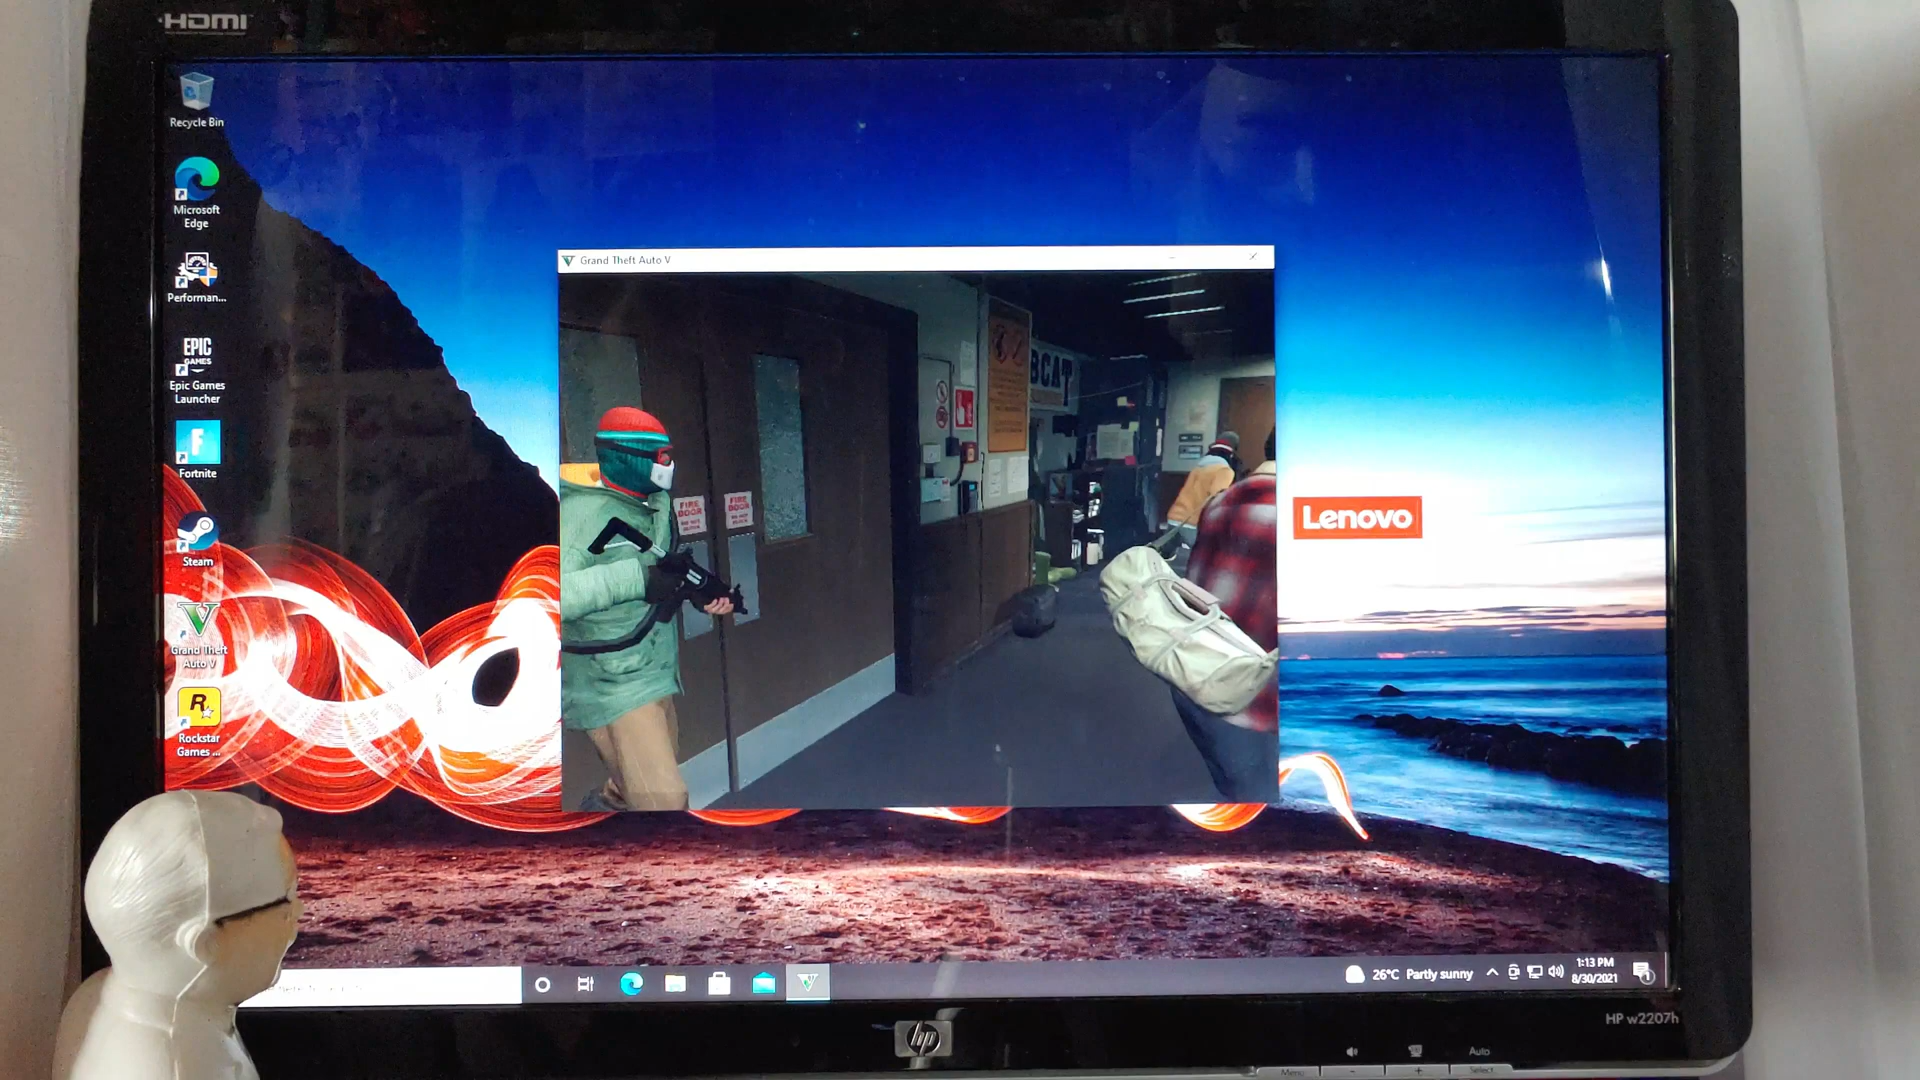 HDMI
Recycle Bin
Microsoft
Edge
Performan...
EPIC
GAMES
Epic Games
Launcher
F
Fortnite
Steam
V
Grand Theft
Auto V
R
Rockstar
Games ...
Grand Theft Auto V
FIRE
DOOR
FIRE
DOOR
BCAT
Lenovo
26°C Partly sunny
1:13 PM
8/30/2021
hp
HP w2207h
Auto
Menu
-
+
Select